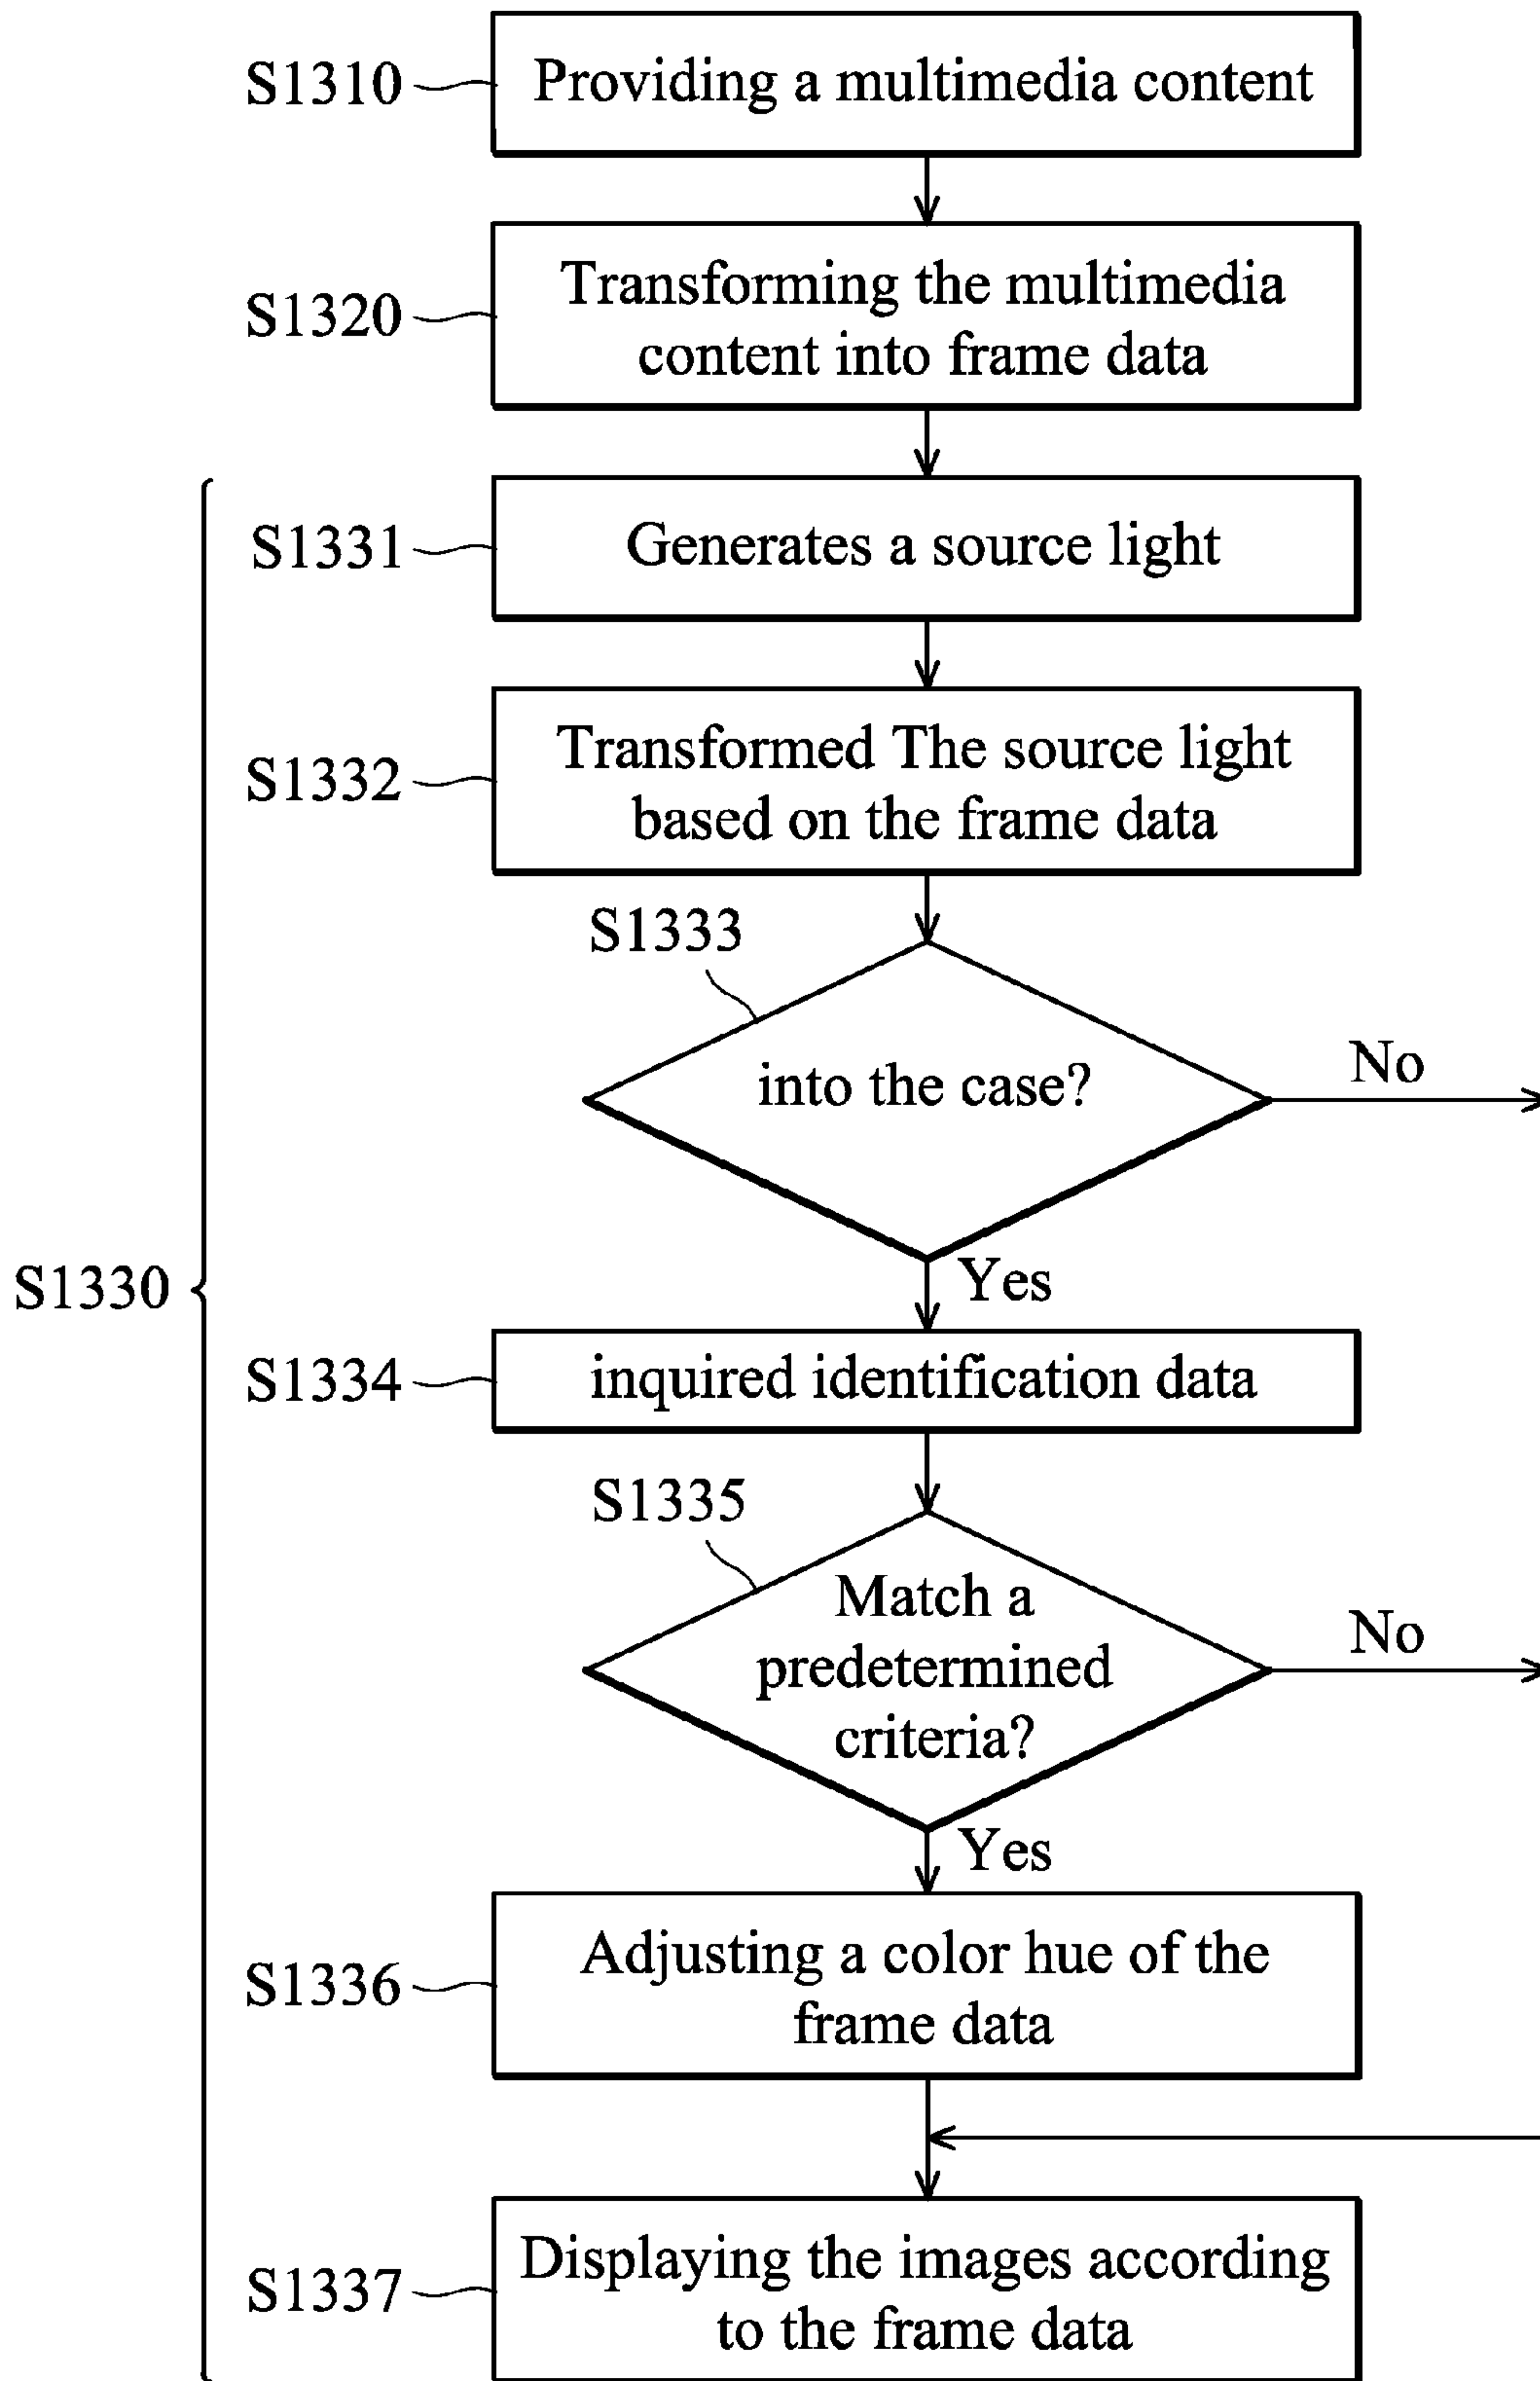 S1310
Providing a multimedia content
S1320
Transforming the multimedia
content into frame data
S1331
Generates a source light
S1332
Transformed The source light
based on the frame data
S1333
into the case?
No
Yes
S1330
S1334
inquired identification data
S1335
Match a
predetermined
criteria?
No
Yes
S1336
Adjusting a color hue of the
frame data
S1337
Displaying the images according
to the frame data